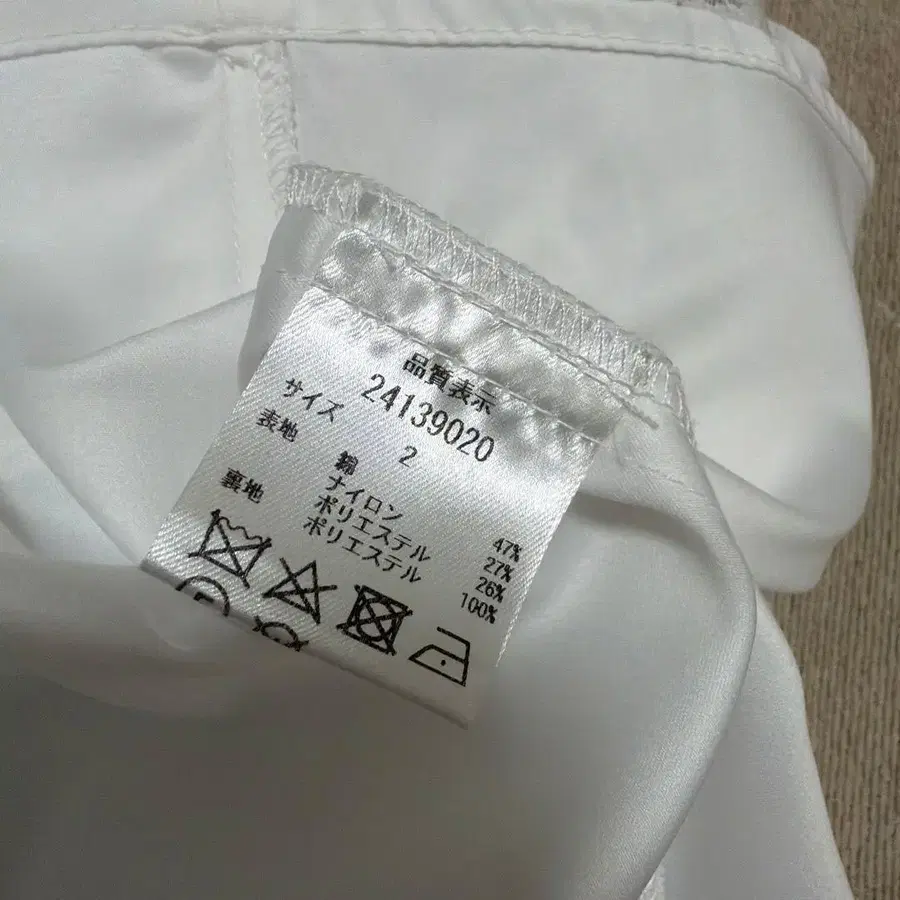 品質表示
24139020
サイズ 2
表地 綿 47%
ナイロン 27%
ポリエステル 26%
裏地 ポリエステル 100%